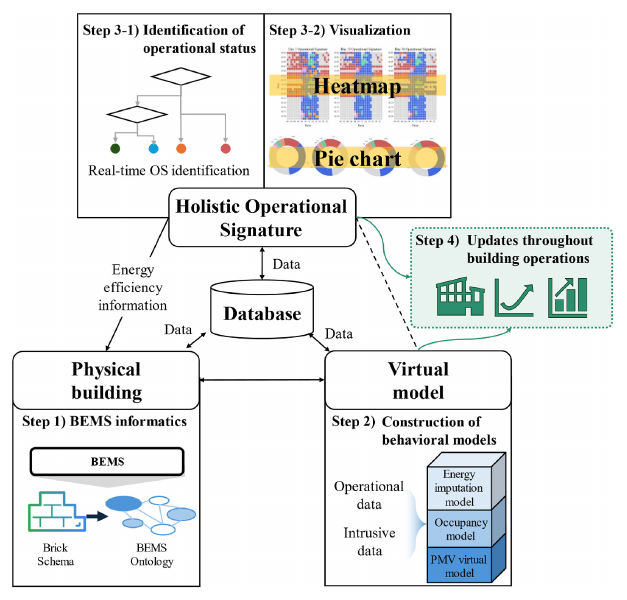 Step 3-1) Identification of
operational status
Real-time OS identification
Step 3-2) Visualization
Heatmap
Pie chart
Holistic Operational
Signature
Step 4) Updates throughout
building operations
Energy
efficiency
information
Data
Database
Data
Data
Physical
building
Virtual
model
Step 1) BEMS informatics
BEMS
Brick
Schema
BEMS
Ontology
Step 2) Construction of
behavioral models
Operational
data
Intrusive
data
Energy
imputation
model
Occupancy
model
PMV virtual
model